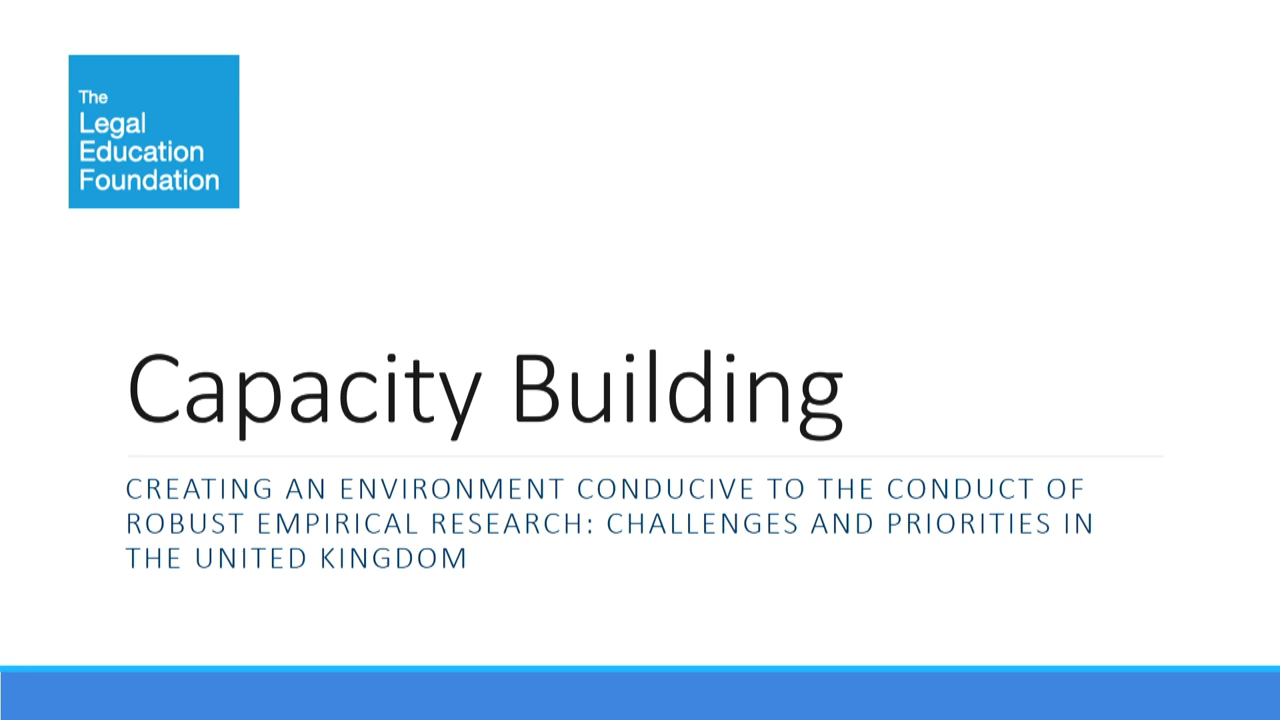 The
Legal
Education
Foundation
Capacity Building
CREATING AN ENVIRONMENT CONDUCIVE TO THE CONDUCT OF
ROBUST EMPIRICAL RESEARCH: CHALLENGES AND PRIORITIES IN
THE UNITED KINGDOM